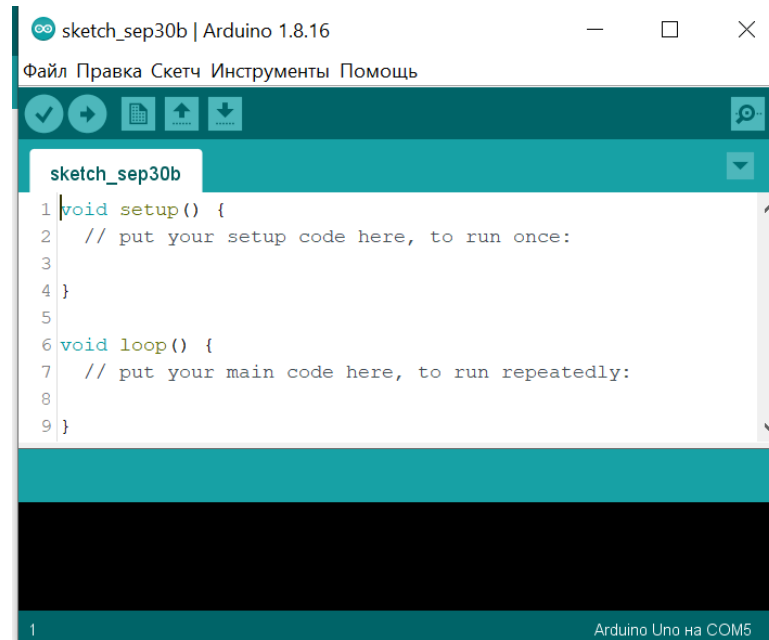 sketch_sep30b | Arduino 1.8.16
Файл Правка Скетч Инструменты Помощь
sketch_sep30b
1 void setup() {
2   // put your setup code here, to run once:
3
4 }
5
6 void loop() {
7   // put your main code here, to run repeatedly:
8
9 }
1 Arduino Uno на COM5